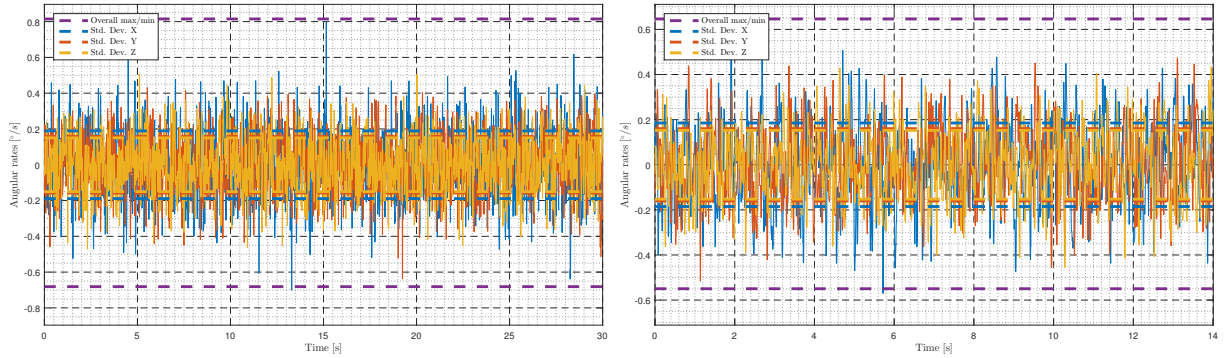 Overall max/min
Std. Dev. X
Std. Dev. Y
Std. Dev. Z
0.8
0.6
0.4
0.2
0
-0.2
-0.4
-0.6
-0.8
Angular rates [°/s]
0 5 10 15 20 25 30
Time [s]
Overall max/min
Std. Dev. X
Std. Dev. Y
Std. Dev. Z
0.6
0.4
0.2
0
-0.2
-0.4
-0.6
Angular rates [°/s]
2 4 6 8 10 12 14
Time [s]